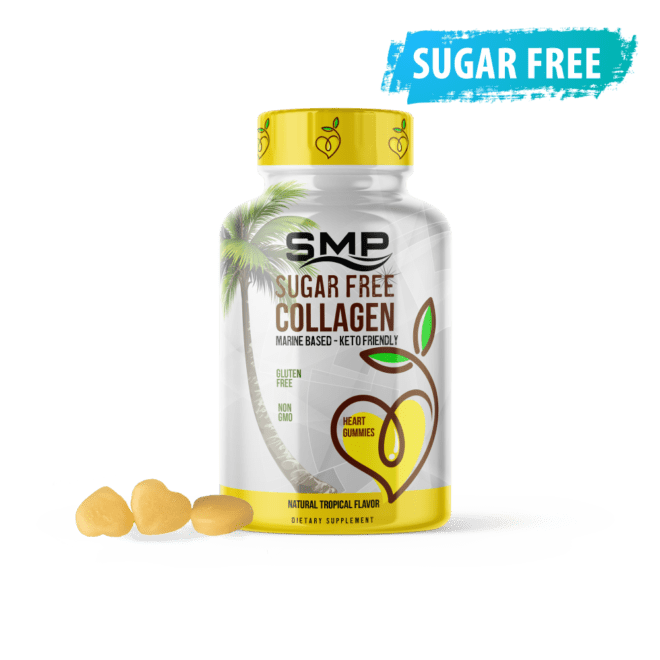 SUGAR FREE
SMP
SUGAR FREE
COLLAGEN
MARINE BASED - KETO FRIENDLY
GLUTEN
FREE
NON
GMO
HEART
GUMMIES
NATURAL TROPICAL FLAVOR
DIETARY SUPPLEMENT